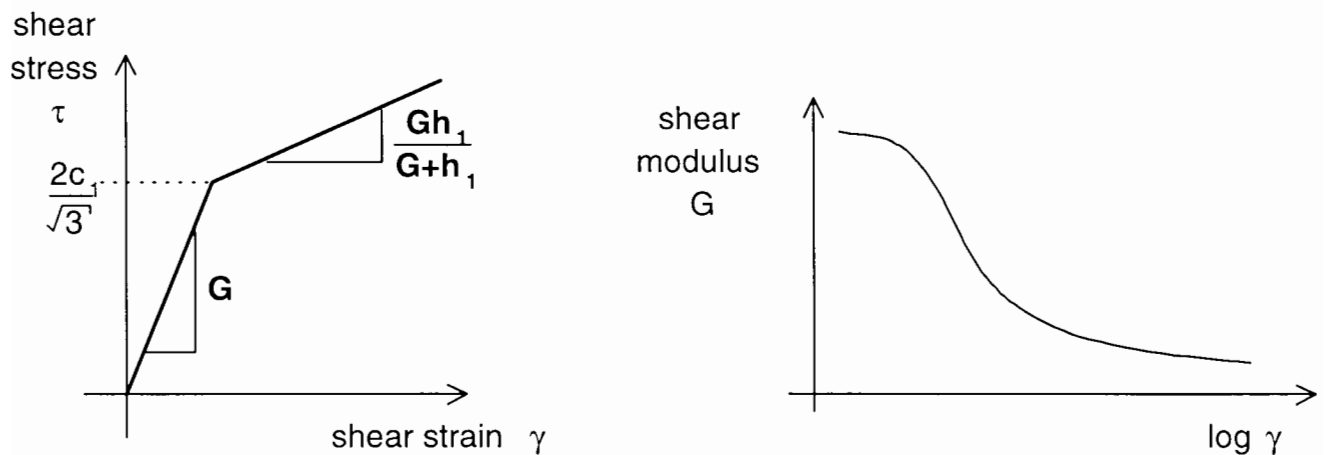 shear
stress
τ
2c₁
√3
Gh₁
G+h₁
G
shear strain γ
shear
modulus
G
log γ